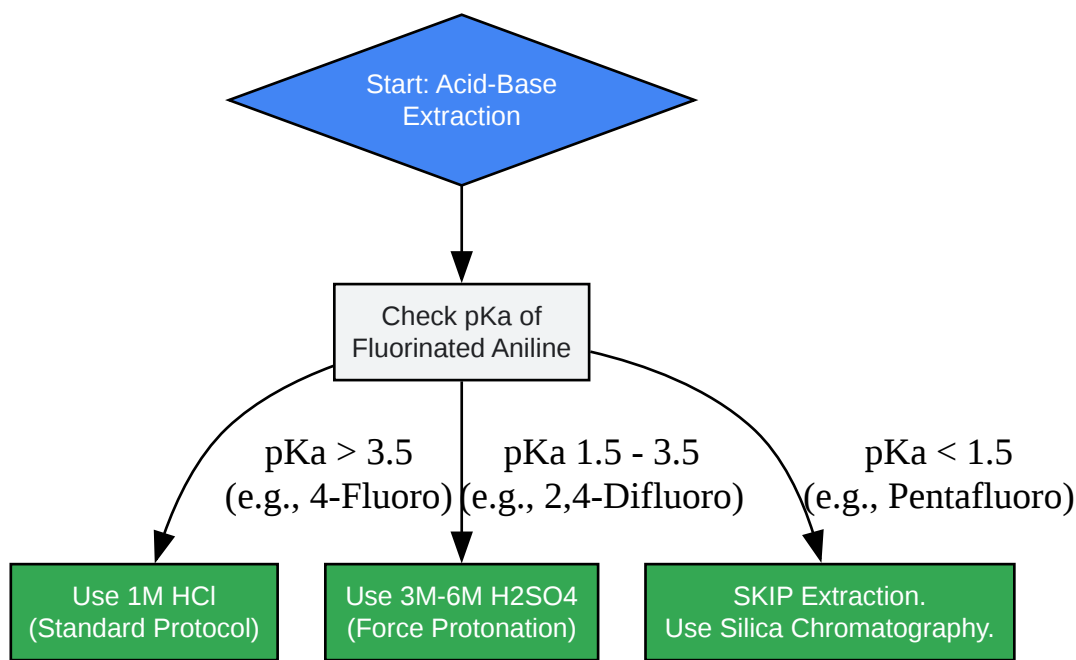 Start: Acid-Base
Extraction
Check pKa of
Fluorinated Aniline
pKa > 3.5
(e.g., 4-Fluoro)
pKa 1.5 - 3.5
(e.g., 2,4-Difluoro)
pKa < 1.5
(e.g., Pentafluoro)
Use 1M HCl
(Standard Protocol)
Use 3M-6M H2SO4
(Force Protonation)
SKIP Extraction.
Use Silica Chromatography.